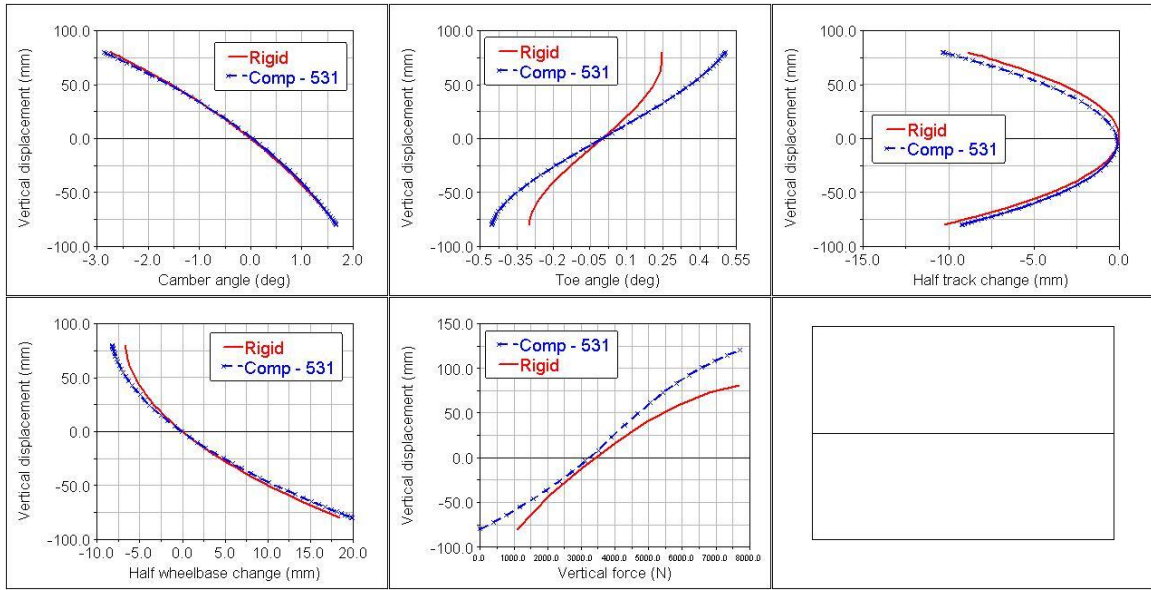 Vertical displacement (mm)
100.0
50.0
0.0
-50.0
-100.0
-3.0 -2.0 -1.0 0.0 1.0 2.0
Camber angle (deg)
Rigid
Comp - 531
Vertical displacement (mm)
100.0
50.0
0.0
-50.0
-100.0
-0.5 -0.35 -0.2 -0.05 0.1 0.25 0.4 0.55
Toe angle (deg)
Rigid
Comp - 531
Vertical displacement (mm)
100.0
50.0
0.0
-50.0
-100.0
-15.0 -10.0 -5.0 0.0
Half track change (mm)
Rigid
Comp - 531
Vertical displacement (mm)
100.0
50.0
0.0
-50.0
-100.0
-10.0 -5.0 0.0 5.0 10.0 15.0 20.0
Half wheelbase change (mm)
Rigid
Comp - 531
Vertical displacement (mm)
150.0
100.0
50.0
0.0
-50.0
-100.0
0.0 1000.0 2000.0 3000.0 4000.0 5000.0 6000.0 7000.0 8000.0
Vertical force (N)
Comp - 531
Rigid